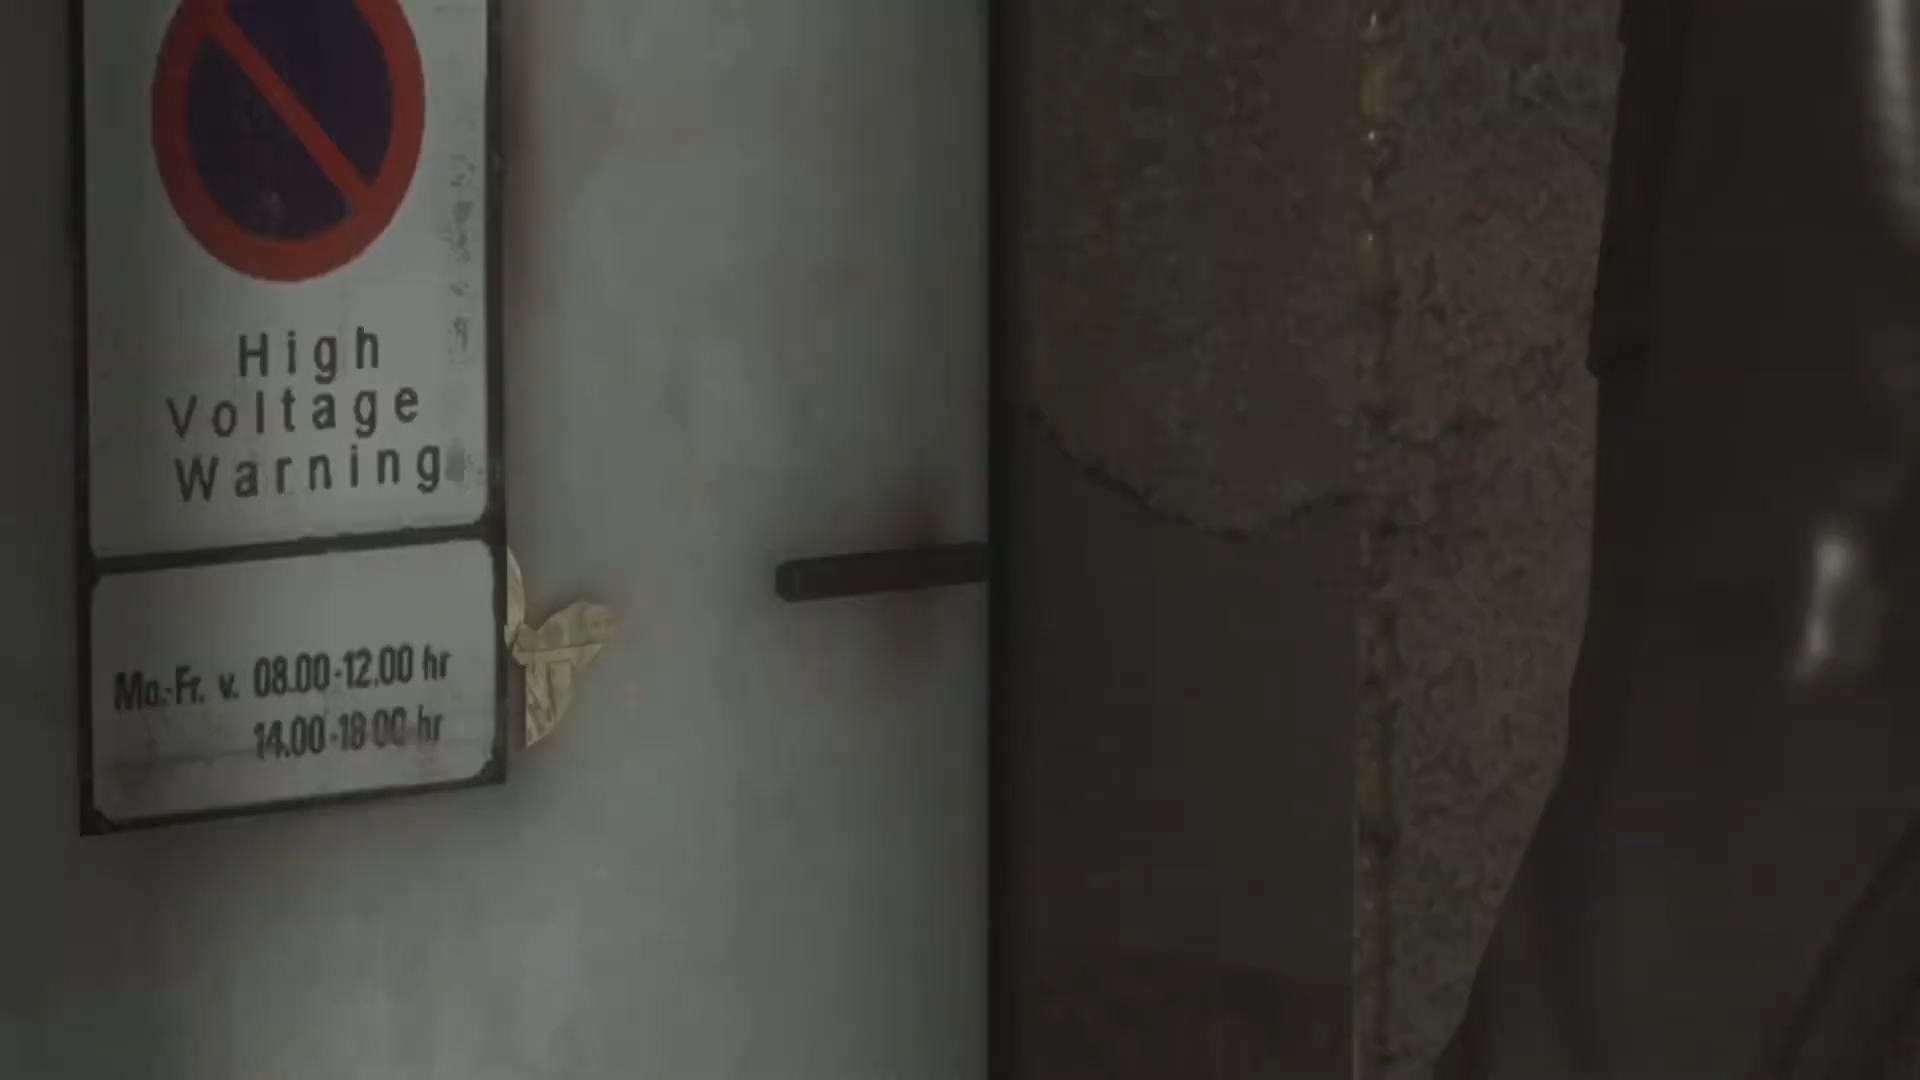 High
Voltage
Warning
Mo.-Fr. v. 08.00-12.00 hr
14.00-18 00 hr